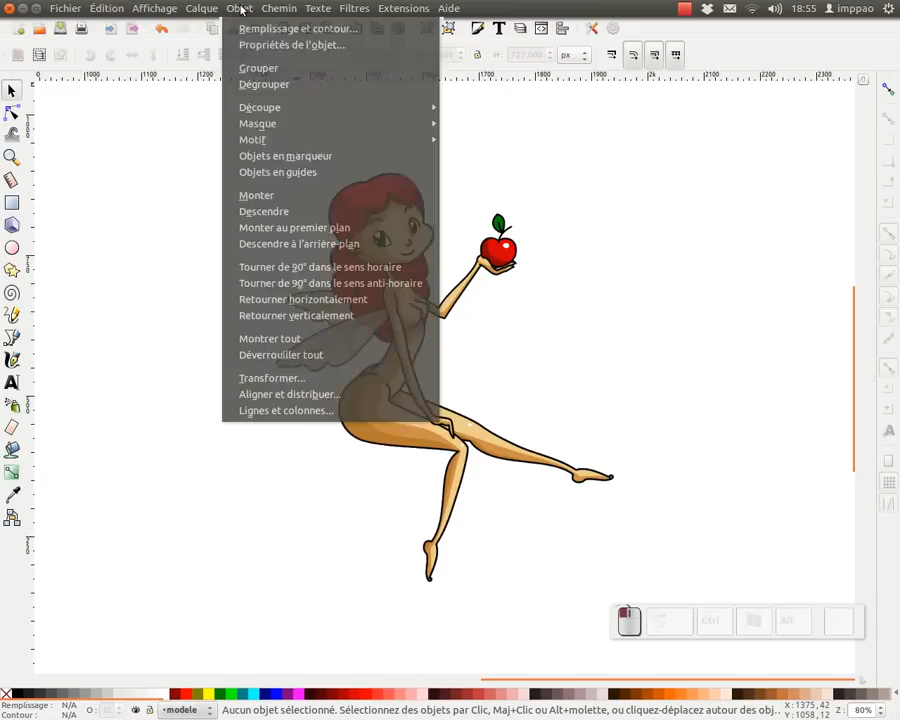 Fichier Édition Affichage Calque Objet Chemin Texte Filtres Extensions Aide 18:55 imppao
Remplissage et contour...
727,000 px
Propriétés de l'objet...
Grouper
Dégrouper
0 1000 1100 1200 1700 2k 2100 2200 2300
Découpe
Masque
Motif
Objets en marqueur
Objets en guides
Monter
Descendre
Monter au premier plan
Descendre à l'arrière-plan
Tourner de 90° dans le sens horaire
Tourner de 90° dans le sens anti-horaire
Retourner horizontalement
Retourner verticalement
Montrer tout
Déverrouiller tout
Transformer...
Aligner et distribuer...
Lignes et colonnes...
Ctrl Alt
Remplissage : N/A
Contour : N/A
O :
•modele
Aucun objet sélectionné. Sélectionnez des objets par Clic, Maj+Clic ou Alt+molette, ou cliquez-déplacez autour des obj...
X : 1375,42
Y : 1058,12
Z : 80%